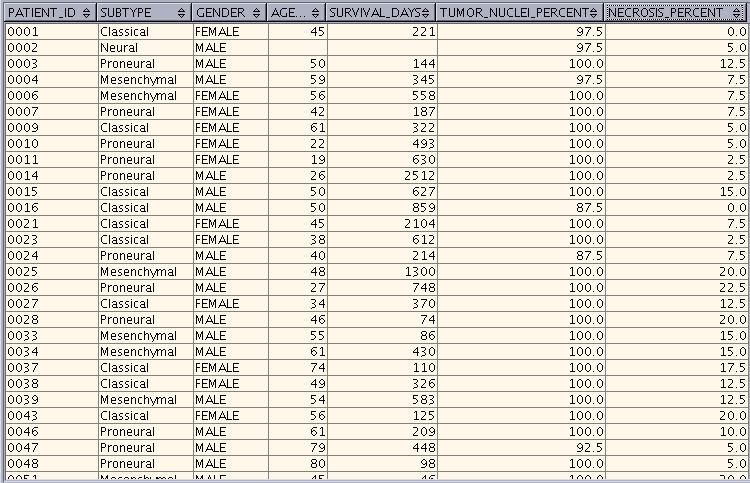 PATIENT_ID SUBTYPE GENDER AGE... SURVIVAL_DAYS TUMOR_NUCLEI_PERCENT NECROSIS_PERCENT
0001 Classical FEMALE 45 221 97.5 0.0
0002 Neural MALE 97.5 5.0
0003 Proneural MALE 50 144 100.0 12.5
0004 Mesenchymal MALE 59 345 97.5 7.5
0006 Mesenchymal FEMALE 56 558 100.0 7.5
0007 Proneural FEMALE 42 187 100.0 7.5
0009 Classical FEMALE 61 322 100.0 5.0
0010 Proneural FEMALE 22 493 100.0 5.0
0011 Proneural FEMALE 19 630 100.0 2.5
0014 Proneural MALE 26 2512 100.0 2.5
0015 Classical MALE 50 627 100.0 15.0
0016 Classical MALE 50 859 87.5 0.0
0021 Classical FEMALE 45 2104 100.0 7.5
0023 Classical FEMALE 38 612 100.0 2.5
0024 Proneural MALE 40 214 87.5 7.5
0025 Mesenchymal MALE 48 1300 100.0 20.0
0026 Proneural MALE 27 748 100.0 22.5
0027 Classical FEMALE 34 370 100.0 12.5
0028 Proneural MALE 46 74 100.0 20.0
0033 Mesenchymal MALE 55 86 100.0 15.0
0034 Mesenchymal MALE 61 430 100.0 15.0
0037 Classical FEMALE 74 110 100.0 17.5
0038 Classical FEMALE 49 326 100.0 12.5
0039 Mesenchymal MALE 54 583 100.0 12.5
0043 Classical FEMALE 56 125 100.0 20.0
0046 Proneural MALE 61 209 100.0 10.0
0047 Proneural MALE 79 448 92.5 5.0
0048 Proneural MALE 80 98 100.0 5.0
0051 Mesenchymal MALE 45 46 100.0 20.0